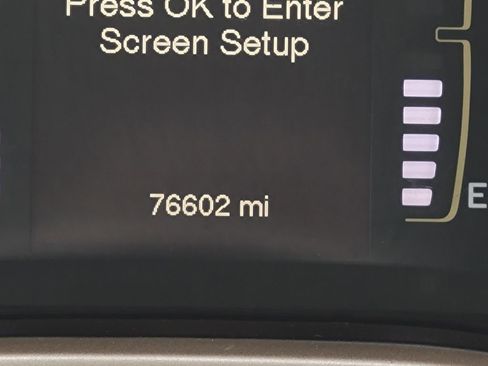 Press OK to Enter
Screen Setup
76602 mi
E